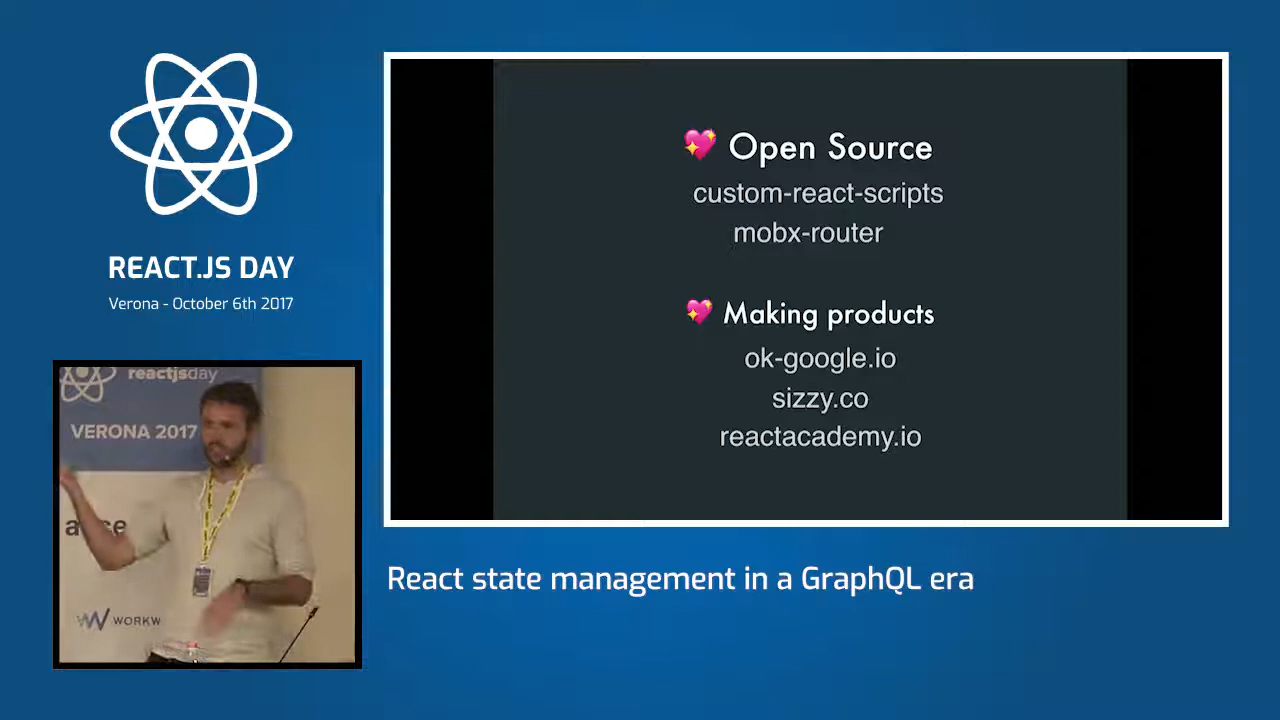 REACT.JS DAY
Verona - October 6th 2017
💖 Open Source
custom-react-scripts
mobx-router
💖 Making products
ok-google.io
sizzy.co
reactacademy.io
reactjsday
VERONA 2017
WORKW
React state management in a GraphQL era